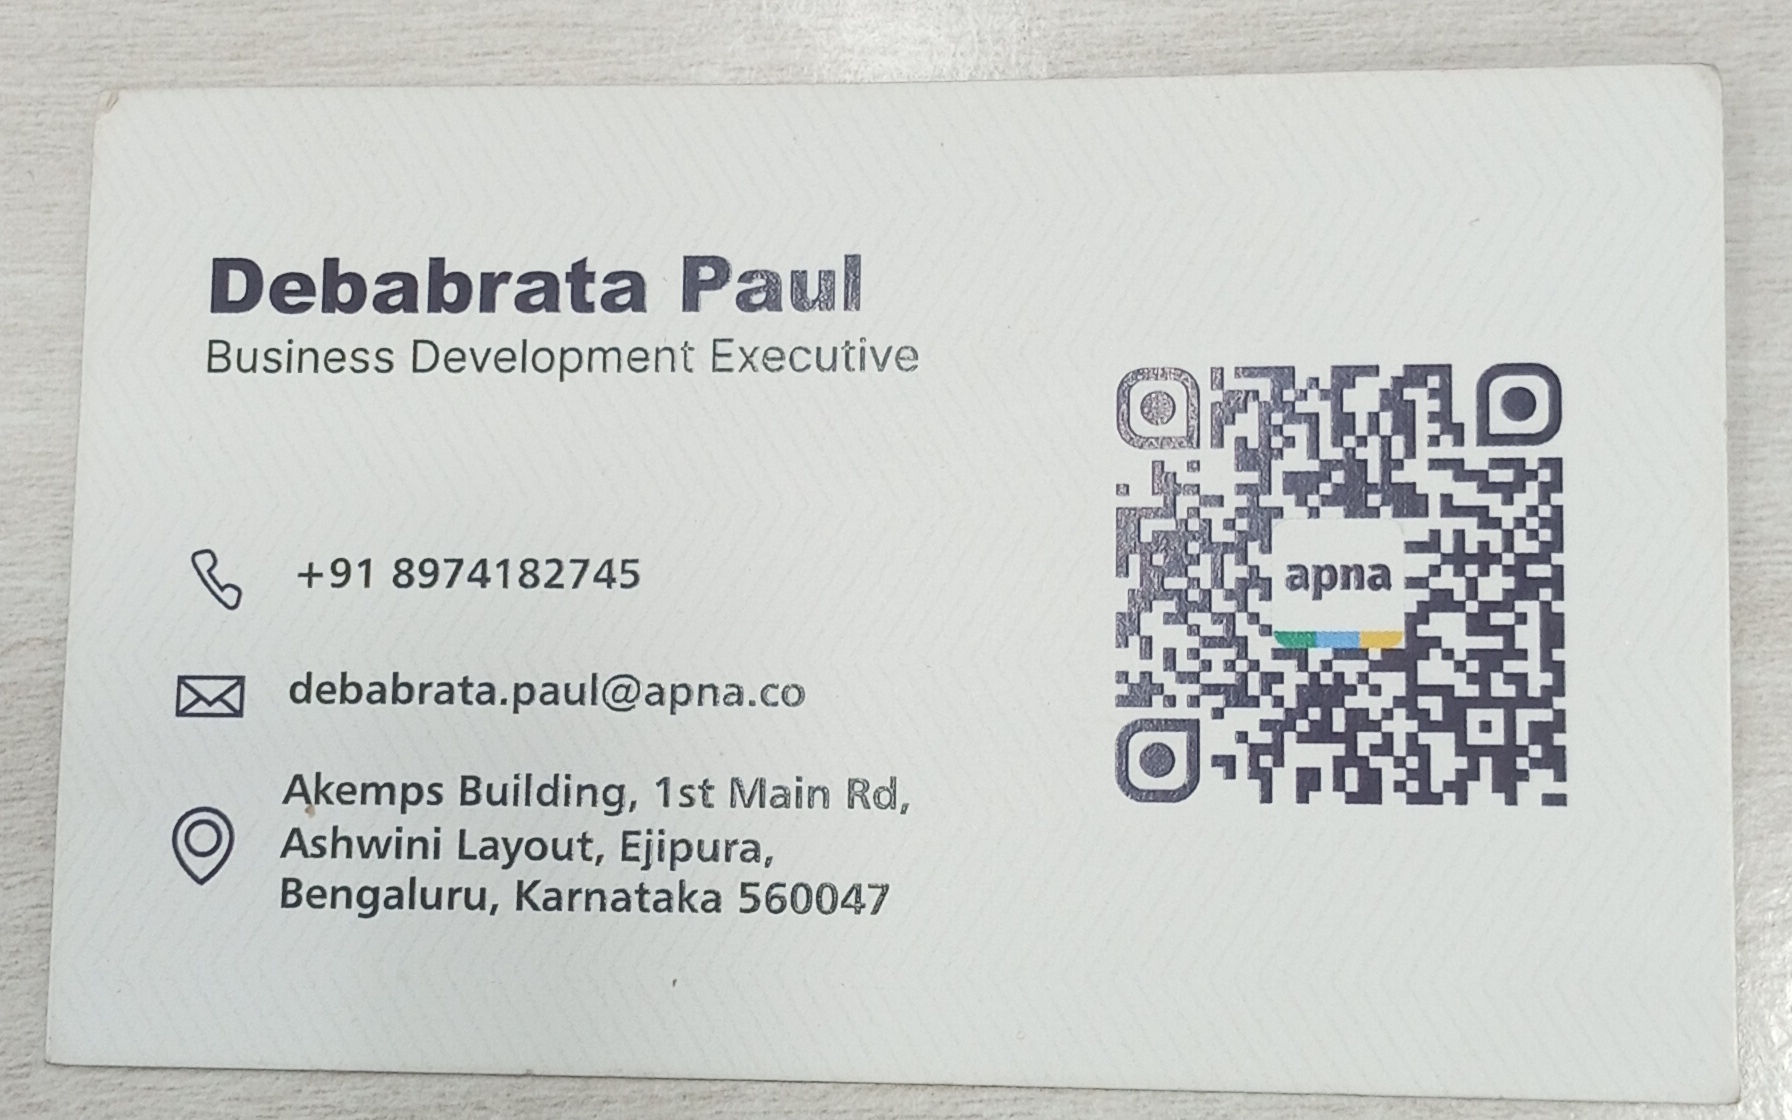 Debabrata Paul
Business Development Executive
+91 8974182745
debabrata.paul@apna.co
Akemps Building, 1st Main Rd,
Ashwini Layout, Ejipura,
Bengaluru, Karnataka 560047
apna